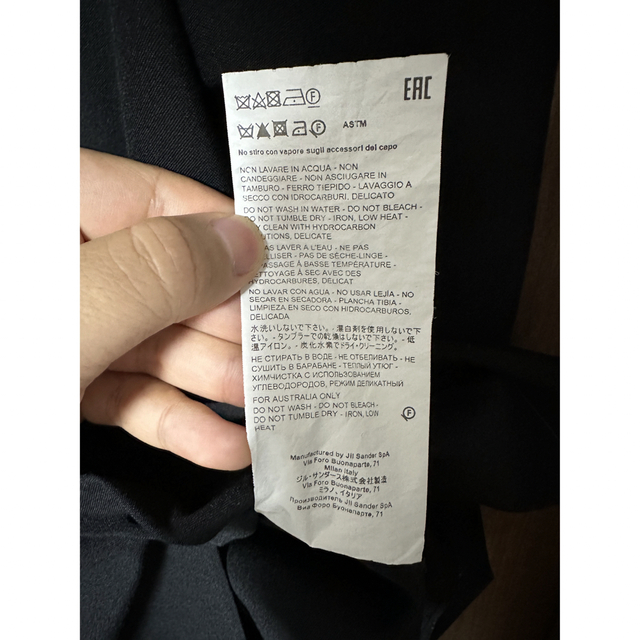 EAC
F
F ASTM
No stiro con vapore sugli accessori del capo
NON LAVARE IN ACQUA - NON
CANDEGGIARE - NON ASCIUGARE IN
TAMBURO - FERRO TIEPIDO - LAVAGGIO A
SECCO CON IDROCARBURI, DELICATO
DO NOT WASH IN WATER - DO NOT BLEACH -
DO NOT TUMBLE DRY - IRON, LOW HEAT -
CLEAN WITH HYDROCARBON
DELICATE
LAVER À L'EAU - NE PAS
- PAS DE SÈCHE-LINGE -
À BASSE TEMPÉRATURE -
À SEC AVEC DES
HYDROCARBURES, DELICAT
NO LAVAR CON AGUA - NO USAR LEJÍA - NO
SECAR EN SECADORA - PLANCHA TIBIA -
LIMPIEZA EN SECO CON HIDROCARBUROS,
DELICADA
水洗いしないで下さい。- 漂白剤を使用しないで下
さい。- タンブラーでの乾燥はしないで下さい。- 低
温アイロン。- 炭化水素でドライ・クリーニング。
НЕ СТИРАТЬ В ВОДЕ - НЕ ОТБЕЛИВАТЬ - НЕ
СУШИТЬ В БАРАБАНЕ - ТЕПЛЫЙ УТЮГ -
ХИМЧИСТКА С ИСПОЛЬЗОВАНИЕМ
УГЛЕВОДОРОДОВ, РЕЖИМ ДЕЛИКАТНЫЙ
FOR AUSTRALIA ONLY
DO NOT WASH - DO NOT BLEACH -
DO NOT TUMBLE DRY - IRON, LOW
HEAT
F
Manufactured by Jil Sander SpA
Via Foro Buonaparte, 71
Milan Italy
ジル・サンダース株式会社製造
Via Foro Buonaparte, 71
ミラノ、イタリア
Производитель Jil Sander SpA
Виа Форо Буонапарте, 71